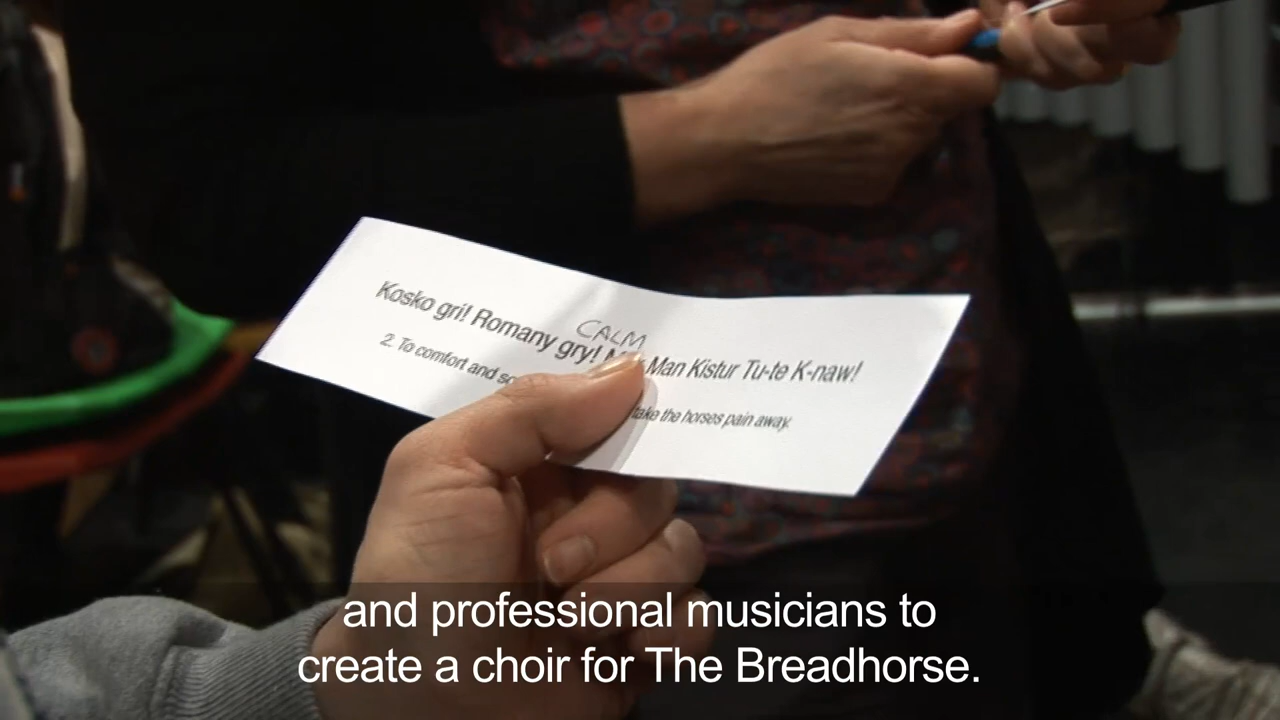 CALM
Kosko gri! Romany gry! Man Kistur Tu-te K-naw!
2. To comfort and take the horses pain away.
and professional musicians to
create a choir for The Breadhorse.